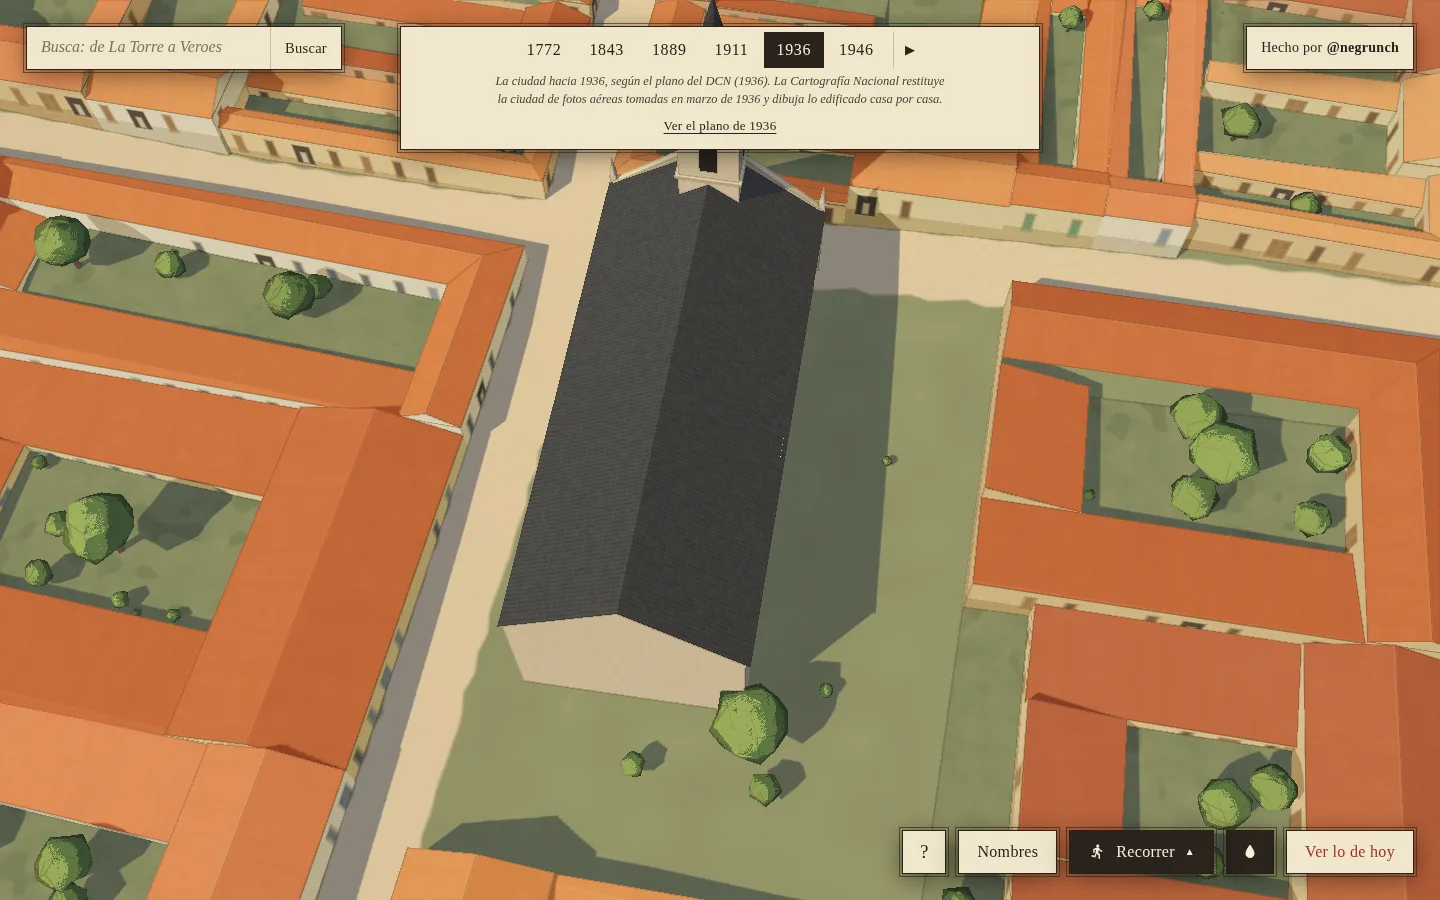 Busca: de La Torre a Veroes
Buscar
1772 1843 1889 1911 1936 1946 ▶
La ciudad hacia 1936, según el plano del DCN (1936). La Cartografía Nacional restituye
la ciudad de fotos aéreas tomadas en marzo de 1936 y dibuja lo edificado casa por casa.
Ver el plano de 1936
Hecho por @negrunch
?
Nombres
Recorrer ▲
Ver lo de hoy